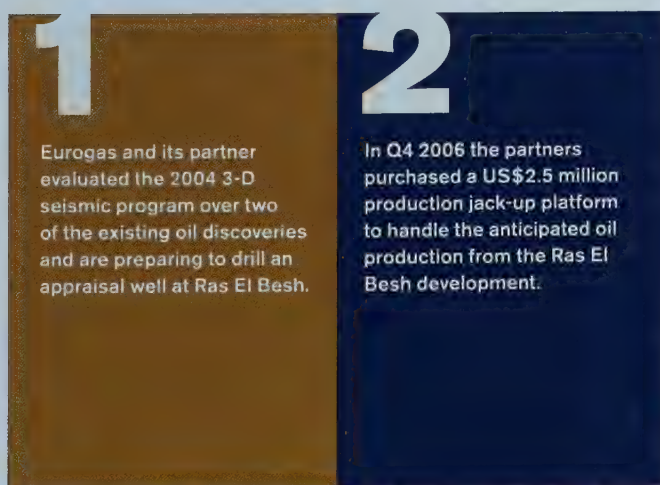 1
Eurogas and its partner
evaluated the 2004 3-D
seismic program over two
of the existing oil discoveries
and are preparing to drill an
appraisal well at Ras El Besh.
2
In Q4 2006 the partners
purchased a US$2.5 million
production jack-up platform
to handle the anticipated oil
production from the Ras El
Besh development.